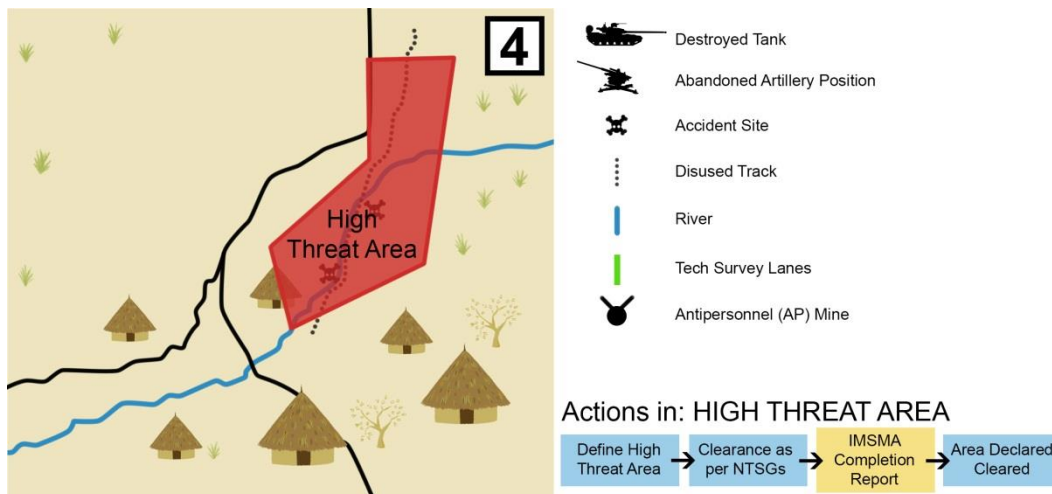 4
High
Threat Area
Destroyed Tank
Abandoned Artillery Position
Accident Site
Disused Track
River
Tech Survey Lanes
Antipersonnel (AP) Mine
Actions in: HIGH THREAT AREA
Define High
Threat Area
Clearance as
per NTSGs
IMSMA
Completion
Report
Area Declared
Cleared